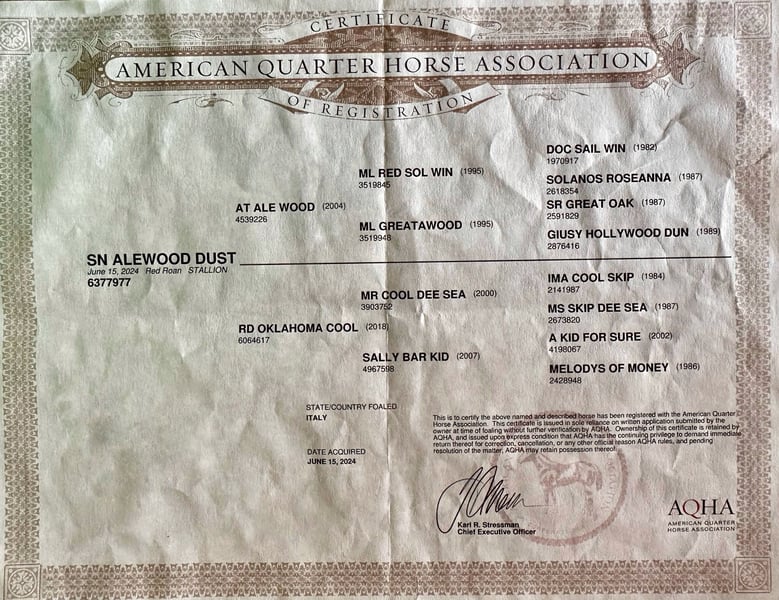 CERTIFICATE
AMERICAN QUARTER HORSE ASSOCIATION
OF REGISTRATION
DOC SAIL WIN (1982)
1970917
ML RED SOL WIN (1995)
3519845
SOLANOS ROSEANNA (1987)
2618354
AT ALE WOOD (2004)
4539226
SR GREAT OAK (1987)
2591829
ML GREATAWOOD (1995)
3519948
GIUSY HOLLYWOOD DUN (1989)
2876416
SN ALEWOOD DUST
June 15, 2024 Red Roan STALLION
6377977
IMA COOL SKIP (1984)
2141987
MR COOL DEE SEA (2000)
3903752
MS SKIP DEE SEA (1987)
2673820
RD OKLAHOMA COOL (2018)
6064617
A KID FOR SURE (2002)
4198067
SALLY BAR KID (2007)
4967598
MELODYS OF MONEY (1986)
2428948
STATE/COUNTRY FOALED
ITALY
DATE ACQUIRED
JUNE 15, 2024
This is to certify the above named and described horse has been registered with the American Quarter
Horse Association. This certificate is issued in sole reliance on written application submitted by the
owner at time of foaling without further verification by AQHA. Ownership of this certificate is retained by
AQHA, and issued upon express condition that AQHA has the continuing privilege to demand immediate
return thereof for correction, cancellation, or any other official reason AQHA rules, and pending
resolution of the matter, AQHA may retain possession thereof.
Karl R. Stressman
Chief Executive Officer
AQHA
AMERICAN QUARTER
HORSE ASSOCIATION